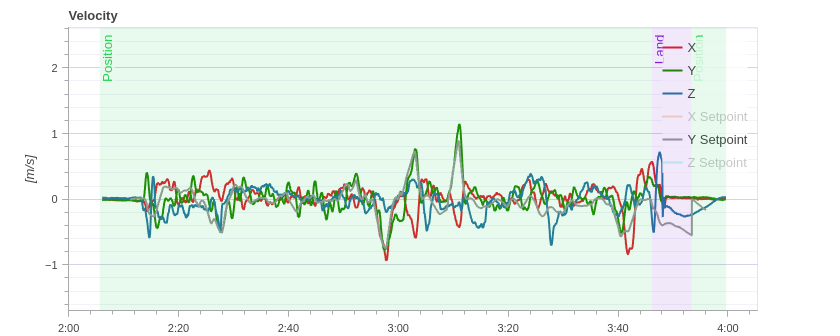 Velocity
Position
Land
Position
X
Y
Z
X Setpoint
Y Setpoint
Z Setpoint
[m/s]
2
1
0
−1
2:00
2:20
2:40
3:00
3:20
3:40
4:00